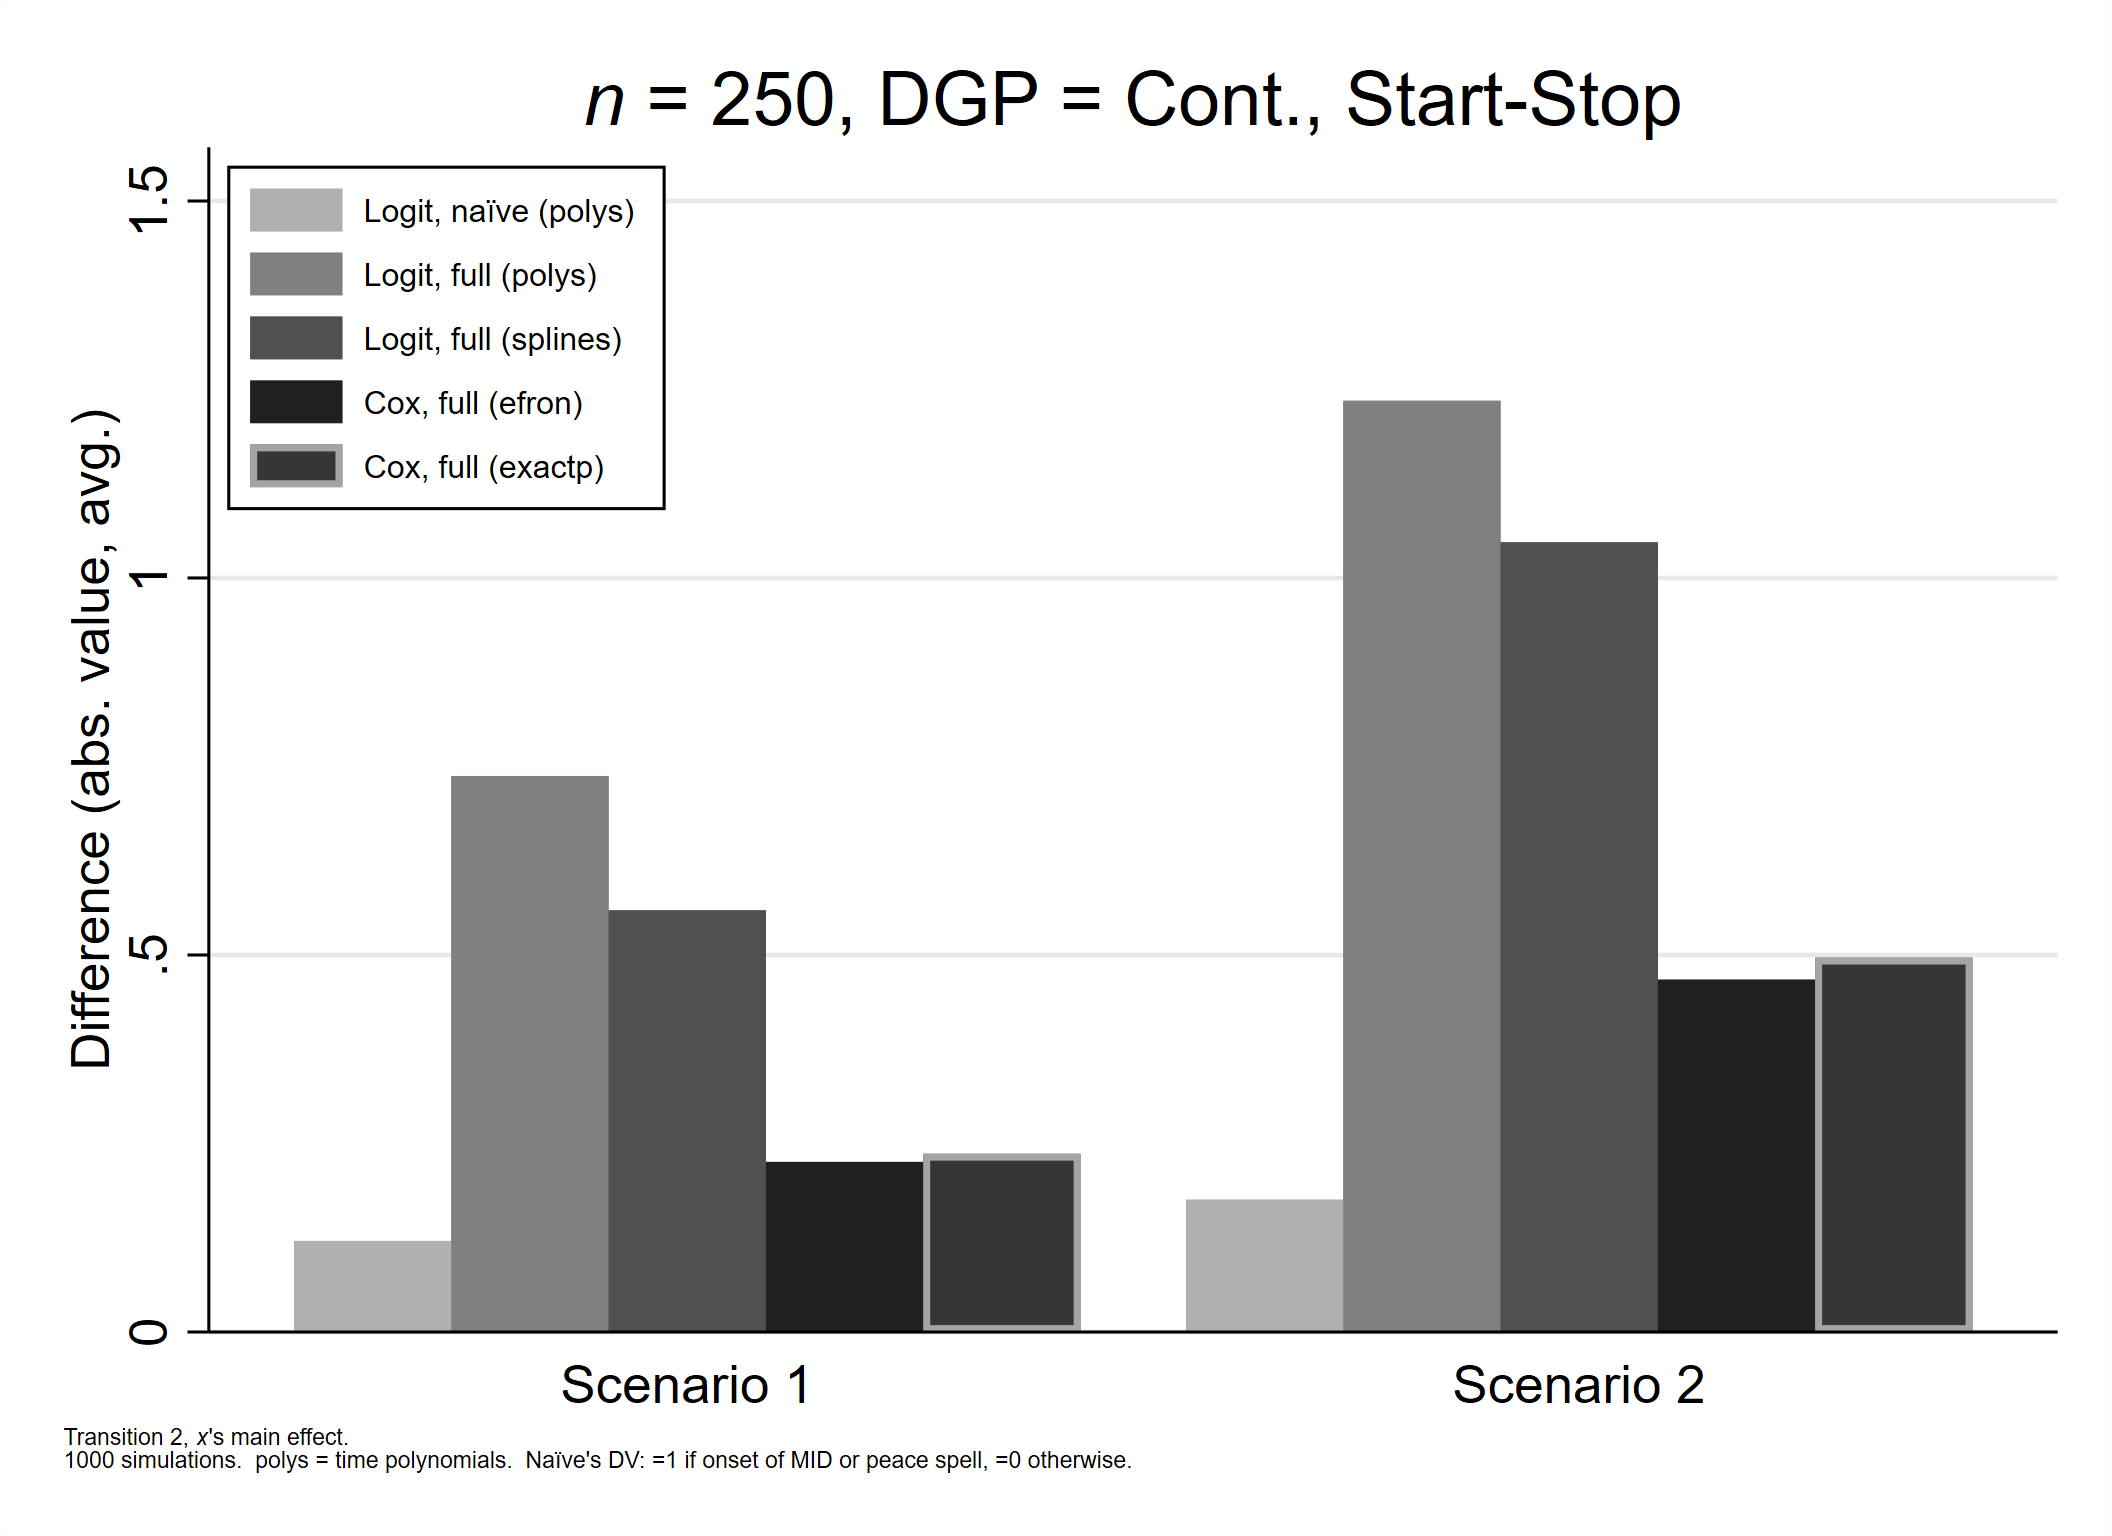 n = 250, DGP = Cont., Start-Stop
Difference (abs. value, avg.)
1.5
1
.5
0
Logit, naïve (polys)
Logit, full (polys)
Logit, full (splines)
Cox, full (efron)
Cox, full (exactp)
Scenario 1
Scenario 2
Transition 2, x's main effect.
1000 simulations.  polys = time polynomials.  Naïve's DV: =1 if onset of MID or peace spell, =0 otherwise.